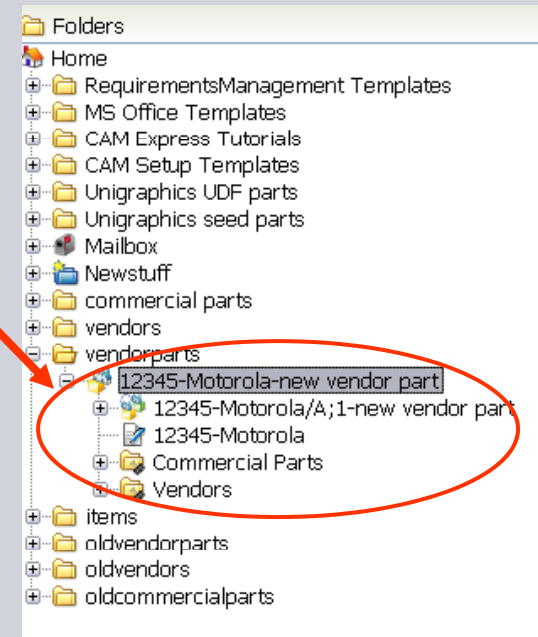 Folders
Home
RequirementsManagement Templates
MS Office Templates
CAM Express Tutorials
CAM Setup Templates
Unigraphics UDF parts
Unigraphics seed parts
Mailbox
Newstuff
commercial parts
vendors
vendorparts
12345-Motorola-new vendor part
12345-Motorola/A;1-new vendor part
12345-Motorola
Commercial Parts
Vendors
items
oldvendorparts
oldvendors
oldcommercialparts